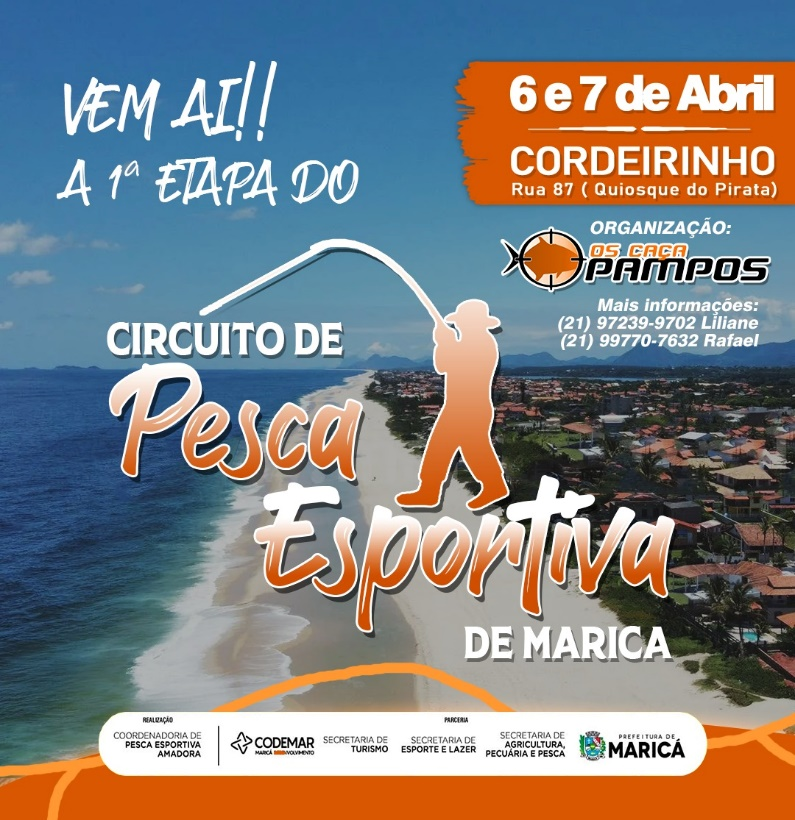 VEM AI!!
A 1ª ETAPA DO
6 e 7 de Abril
CORDEIRINHO
Rua 87 ( Quiosque do Pirata)
ORGANIZAÇÃO:
OS CAÇA
PAMPOS
Mais informações:
(21) 97239-9702 Liliane
(21) 99770-7632 Rafael
CIRCUITO DE
Pesca
Esportiva
DE MARICA
REALIZAÇÃO
COORDENADORIA DE
PESCA ESPORTIVA
AMADORA
CODEMAR
MARICÁ DESENVOLVIMENTO
PARCERIA
SECRETARIA DE
TURISMO
SECRETARIA DE
ESPORTE E LAZER
SECRETARIA DE
AGRICULTURA,
PECUÁRIA E PESCA
PREFEITURA DE
MARICÁ